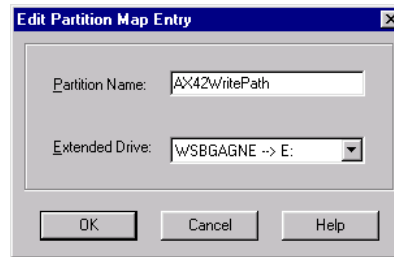 Edit Partition Map Entry
Partition Name: AX42WritePath
Extended Drive: WSBGAGNE --> E:
OK Cancel Help